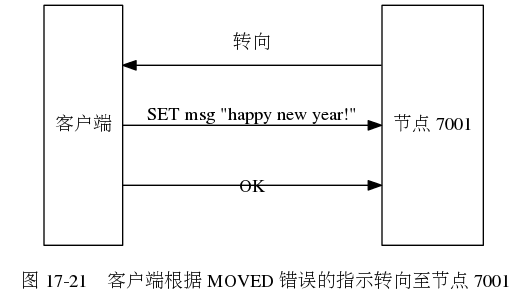 转向
SET msg "happy new year!"
客户端
节点 7001
OK
图 17-21 客户端根据 MOVED 错误的指示转向至节点 7001